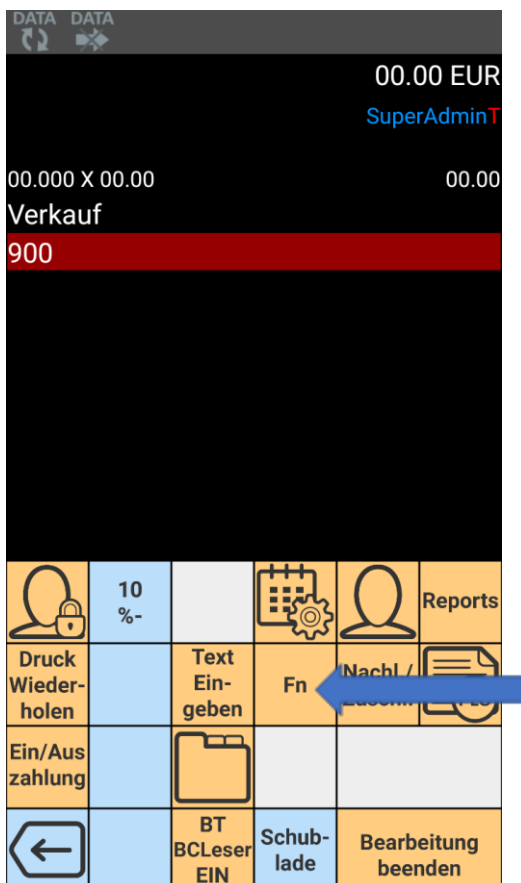 DATA DATA
00.00 EUR
SuperAdminT
00.000 X 00.00 00.00
Verkauf
900
10
%-
Reports
Druck
Wieder-
holen
Text
Ein-
geben
Fn
Nachl./
Ein/Aus
zahlung
BT
BCLeser
EIN
Schub-
lade
Bearbeitung
beenden